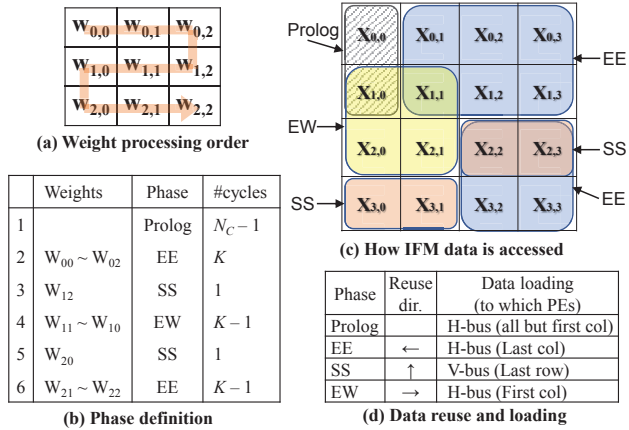 W0,0 W0,1 W0,2
W1,0 W1,1 W1,2
W2,0 W2,1 W2,2
(a) Weight processing order
Weights Phase #cycles
1 Prolog NC – 1
2 W00 ~ W02 EE K
3 W12 SS 1
4 W11 ~ W10 EW K – 1
5 W20 SS 1
6 W21 ~ W22 EE K – 1
(b) Phase definition
Prolog
EW
SS
X0,0 X0,1 X0,2 X0,3
X1,0 X1,1 X1,2 X1,3
X2,0 X2,1 X2,2 X2,3
X3,0 X3,1 X3,2 X3,3
EE
SS
EE
(c) How IFM data is accessed
Phase Reuse dir. Data loading (to which PEs)
Prolog H-bus (all but first col)
EE ← H-bus (Last col)
SS ↑ V-bus (Last row)
EW → H-bus (First col)
(d) Data reuse and loading